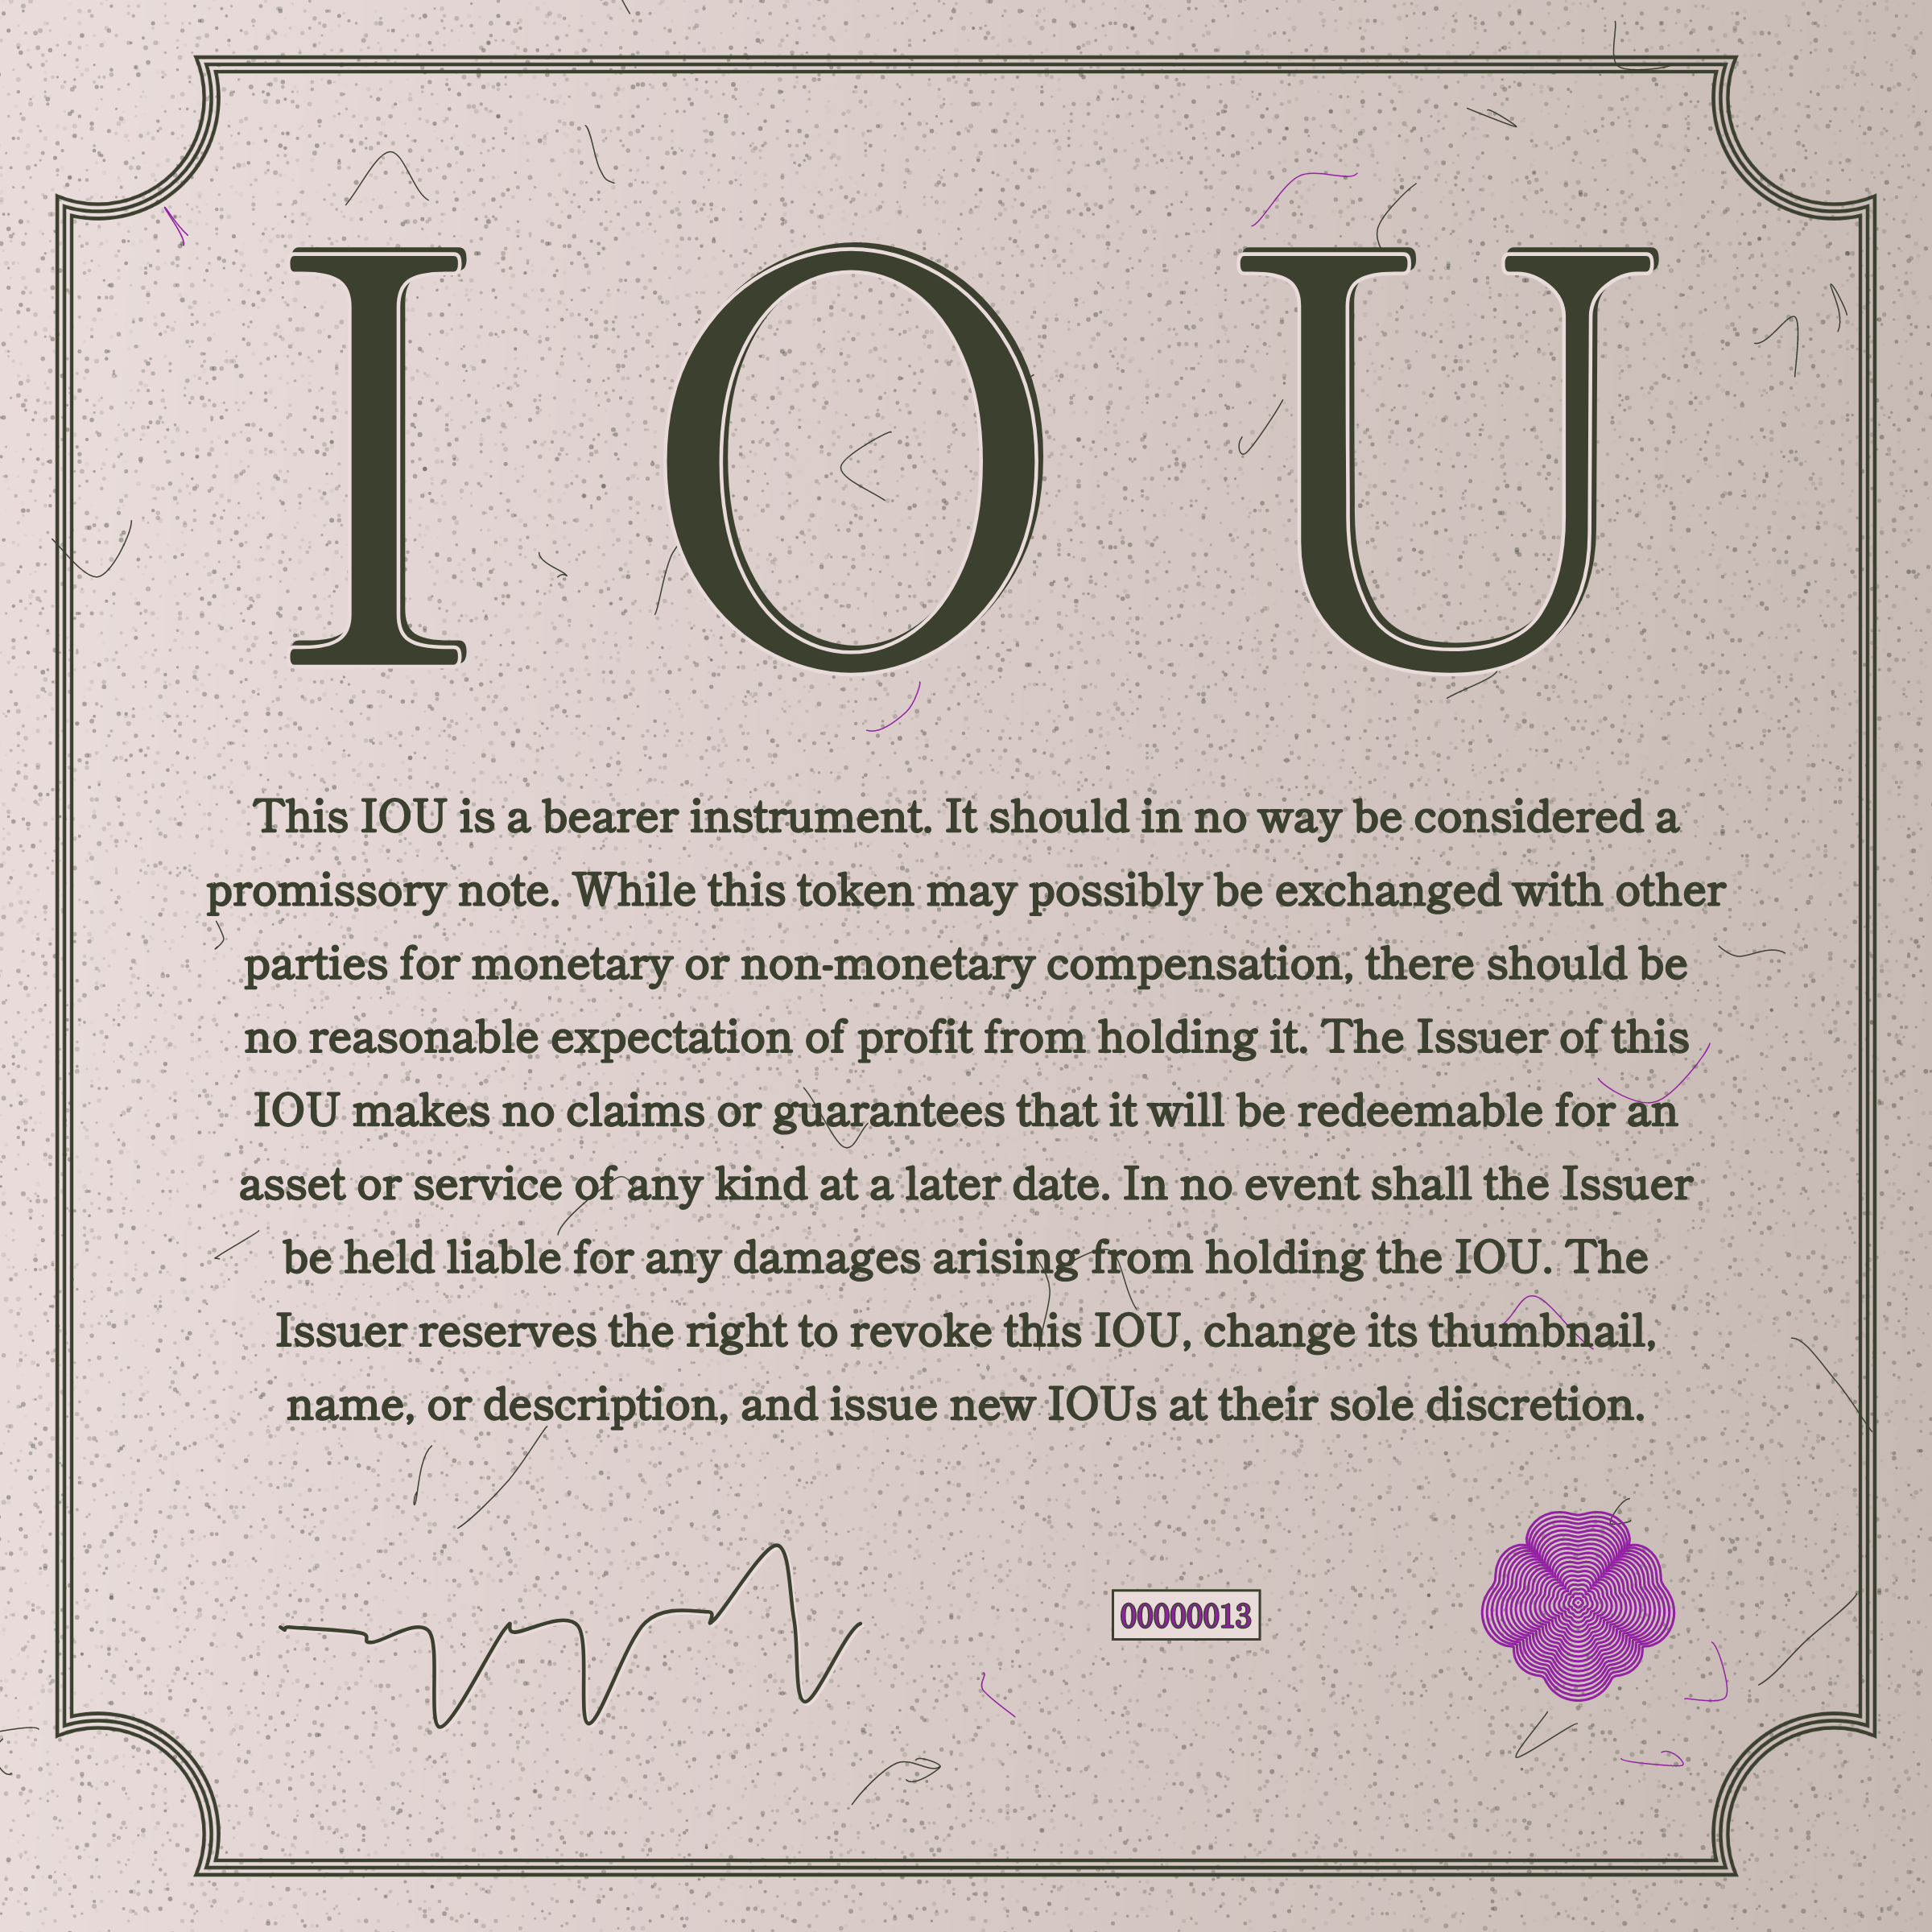 I O U
This IOU is a bearer instrument. It should in no way be considered a
promissory note. While this token may possibly be exchanged with other
parties for monetary or non-monetary compensation, there should be
no reasonable expectation of profit from holding it. The Issuer of this
IOU makes no claims or guarantees that it will be redeemable for an
asset or service of any kind at a later date. In no event shall the Issuer
be held liable for any damages arising from holding the IOU. The
Issuer reserves the right to revoke this IOU, change its thumbnail,
name, or description, and issue new IOUs at their sole discretion.
00000013